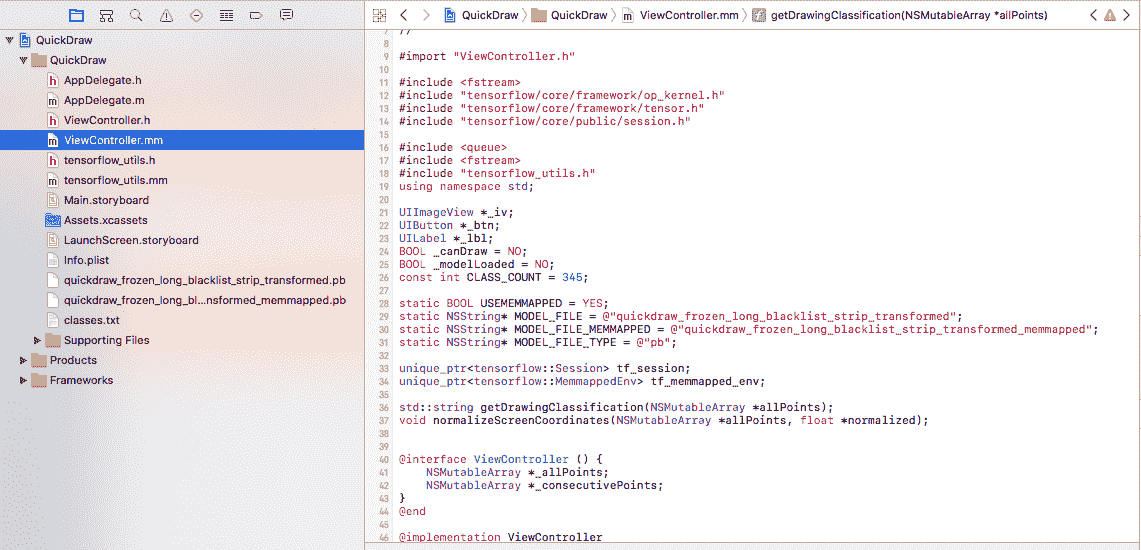 QuickDraw
QuickDraw
AppDelegate.h
AppDelegate.m
ViewController.h
ViewController.mm
tensorflow_utils.h
tensorflow_utils.mm
Main.storyboard
Assets.xcassets
LaunchScreen.storyboard
Info.plist
quickdraw_frozen_long_blacklist_strip_transformed.pb
quickdraw_frozen_long_bl...nsformed_memmapped.pb
classes.txt
Supporting Files
Products
Frameworks
QuickDraw QuickDraw ViewController.mm getDrawingClassification(NSMutableArray *allPoints)
7 //
8
9 #import "ViewController.h"
10
11 #include <fstream>
12 #include "tensorflow/core/framework/op_kernel.h"
13 #include "tensorflow/core/framework/tensor.h"
14 #include "tensorflow/core/public/session.h"
15
16 #include <queue>
17 #include <fstream>
18 #include "tensorflow_utils.h"
19 using namespace std;
20
21 UIImageView *_iv;
22 UIButton *_btn;
23 UILabel *_lbl;
24 BOOL _canDraw = NO;
25 BOOL _modelLoaded = NO;
26 const int CLASS_COUNT = 345;
27
28 static BOOL USEMEMMAPPED = YES;
29 static NSString* MODEL_FILE = @"quickdraw_frozen_long_blacklist_strip_transformed";
30 static NSString* MODEL_FILE_MEMMAPPED = @"quickdraw_frozen_long_blacklist_strip_transformed_memmapped";
31 static NSString* MODEL_FILE_TYPE = @"pb";
32
33 unique_ptr<tensorflow::Session> tf_session;
34 unique_ptr<tensorflow::MemmappedEnv> tf_memmapped_env;
35
36 std::string getDrawingClassification(NSMutableArray *allPoints);
37 void normalizeScreenCoordinates(NSMutableArray *allPoints, float *normalized);
38
39
40 @interface ViewController () {
41 NSMutableArray *_allPoints;
42 NSMutableArray *_consecutivePoints;
43 }
44 @end
45
46 @implementation ViewController